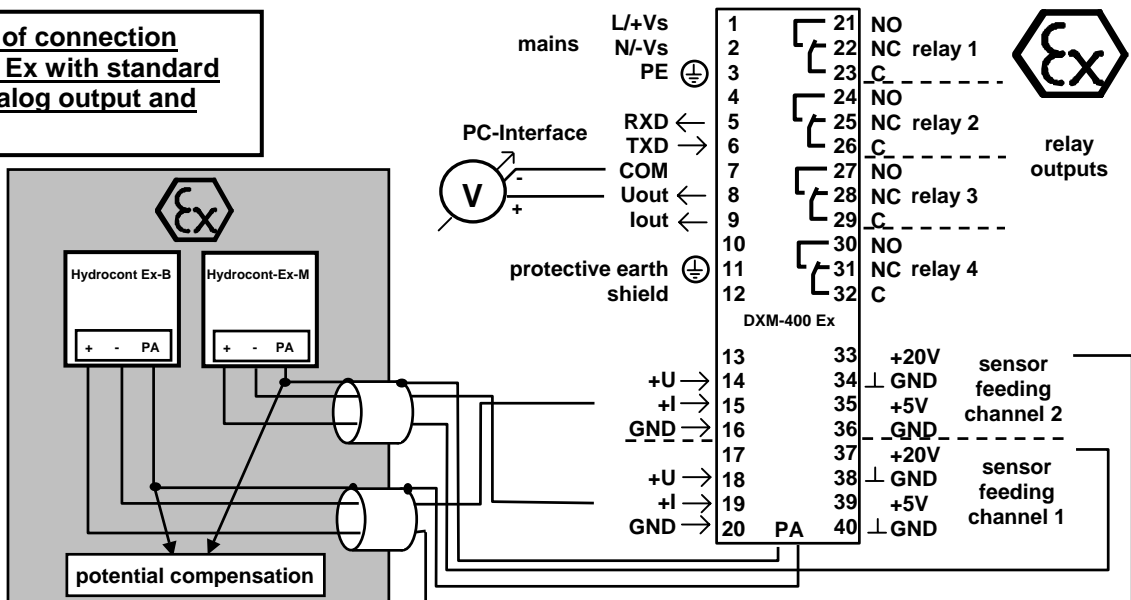 of connection
Ex with standard
alog output and
Ex
Hydrocont Ex-B
+ - PA
Hydrocont-Ex-M
+ - PA
potential compensation
PC-Interface
V
-
+
mains
L/+Vs 1
N/-Vs 2
PE 3
4
RXD ← 5
TXD → 6
COM 7
Uout ← 8
Iout ← 9
10
protective earth 11
shield 12
21 NO
22 NC relay 1
23 C
24 NO
25 NC relay 2
26 C
27 NO
28 NC relay 3
29 C
30 NO
31 NC relay 4
32 C
Ex
relay
outputs
DXM-400 Ex
13
+U → 14
+I → 15
GND → 16
17
+U → 18
+I → 19
GND → 20
PA
33 +20V
34 ⊥ GND
35 +5V
36 GND
sensor
feeding
channel 2
37 +20V
38 ⊥ GND
39 +5V
40 ⊥ GND
sensor
feeding
channel 1